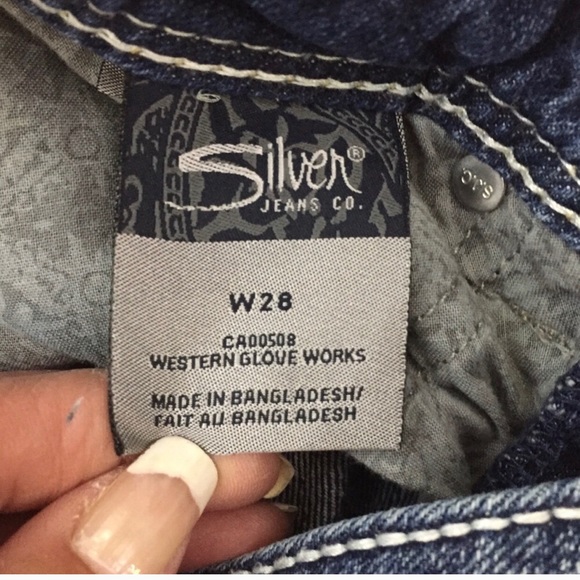 Silver®
JEANS CO.
W28
CA00508
WESTERN GLOVE WORKS
MADE IN BANGLADESH/
FAIT AU BANGLADESH
S.J.C